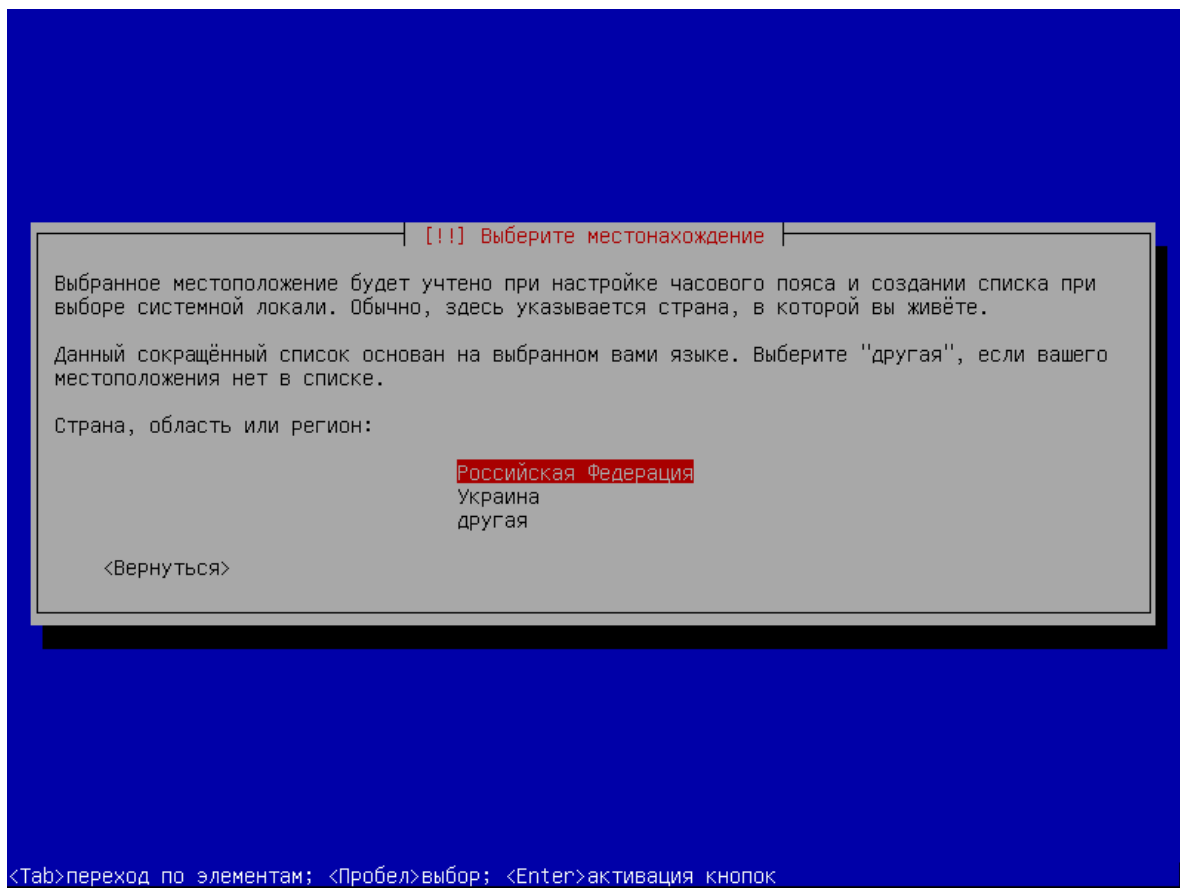 [!!] Выберите местонахождение
Выбранное местоположение будет учтено при настройке часового пояса и создании списка при
выборе системной локали. Обычно, здесь указывается страна, в которой вы живёте.
Данный сокращённый список основан на выбранном вами языке. Выберите "другая", если вашего
местоположения нет в списке.
Страна, область или регион:
Российская Федерация
Украина
другая
<Вернуться>
<Tab>переход по элементам; <Пробел>выбор; <Enter>активация кнопок